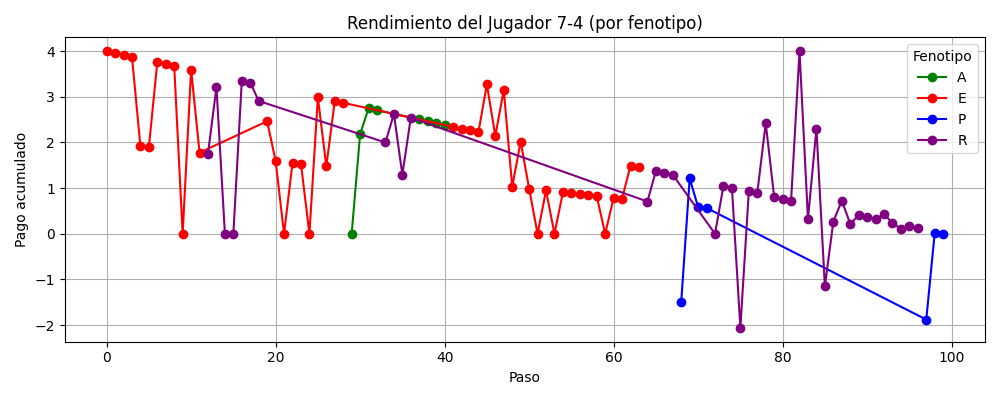 Rendimiento del Jugador 7-4 (por fenotipo)
Pago acumulado
4
3
2
1
0
−1
−2
Fenotipo
A
E
P
R
0 20 40 60 80 100
Paso